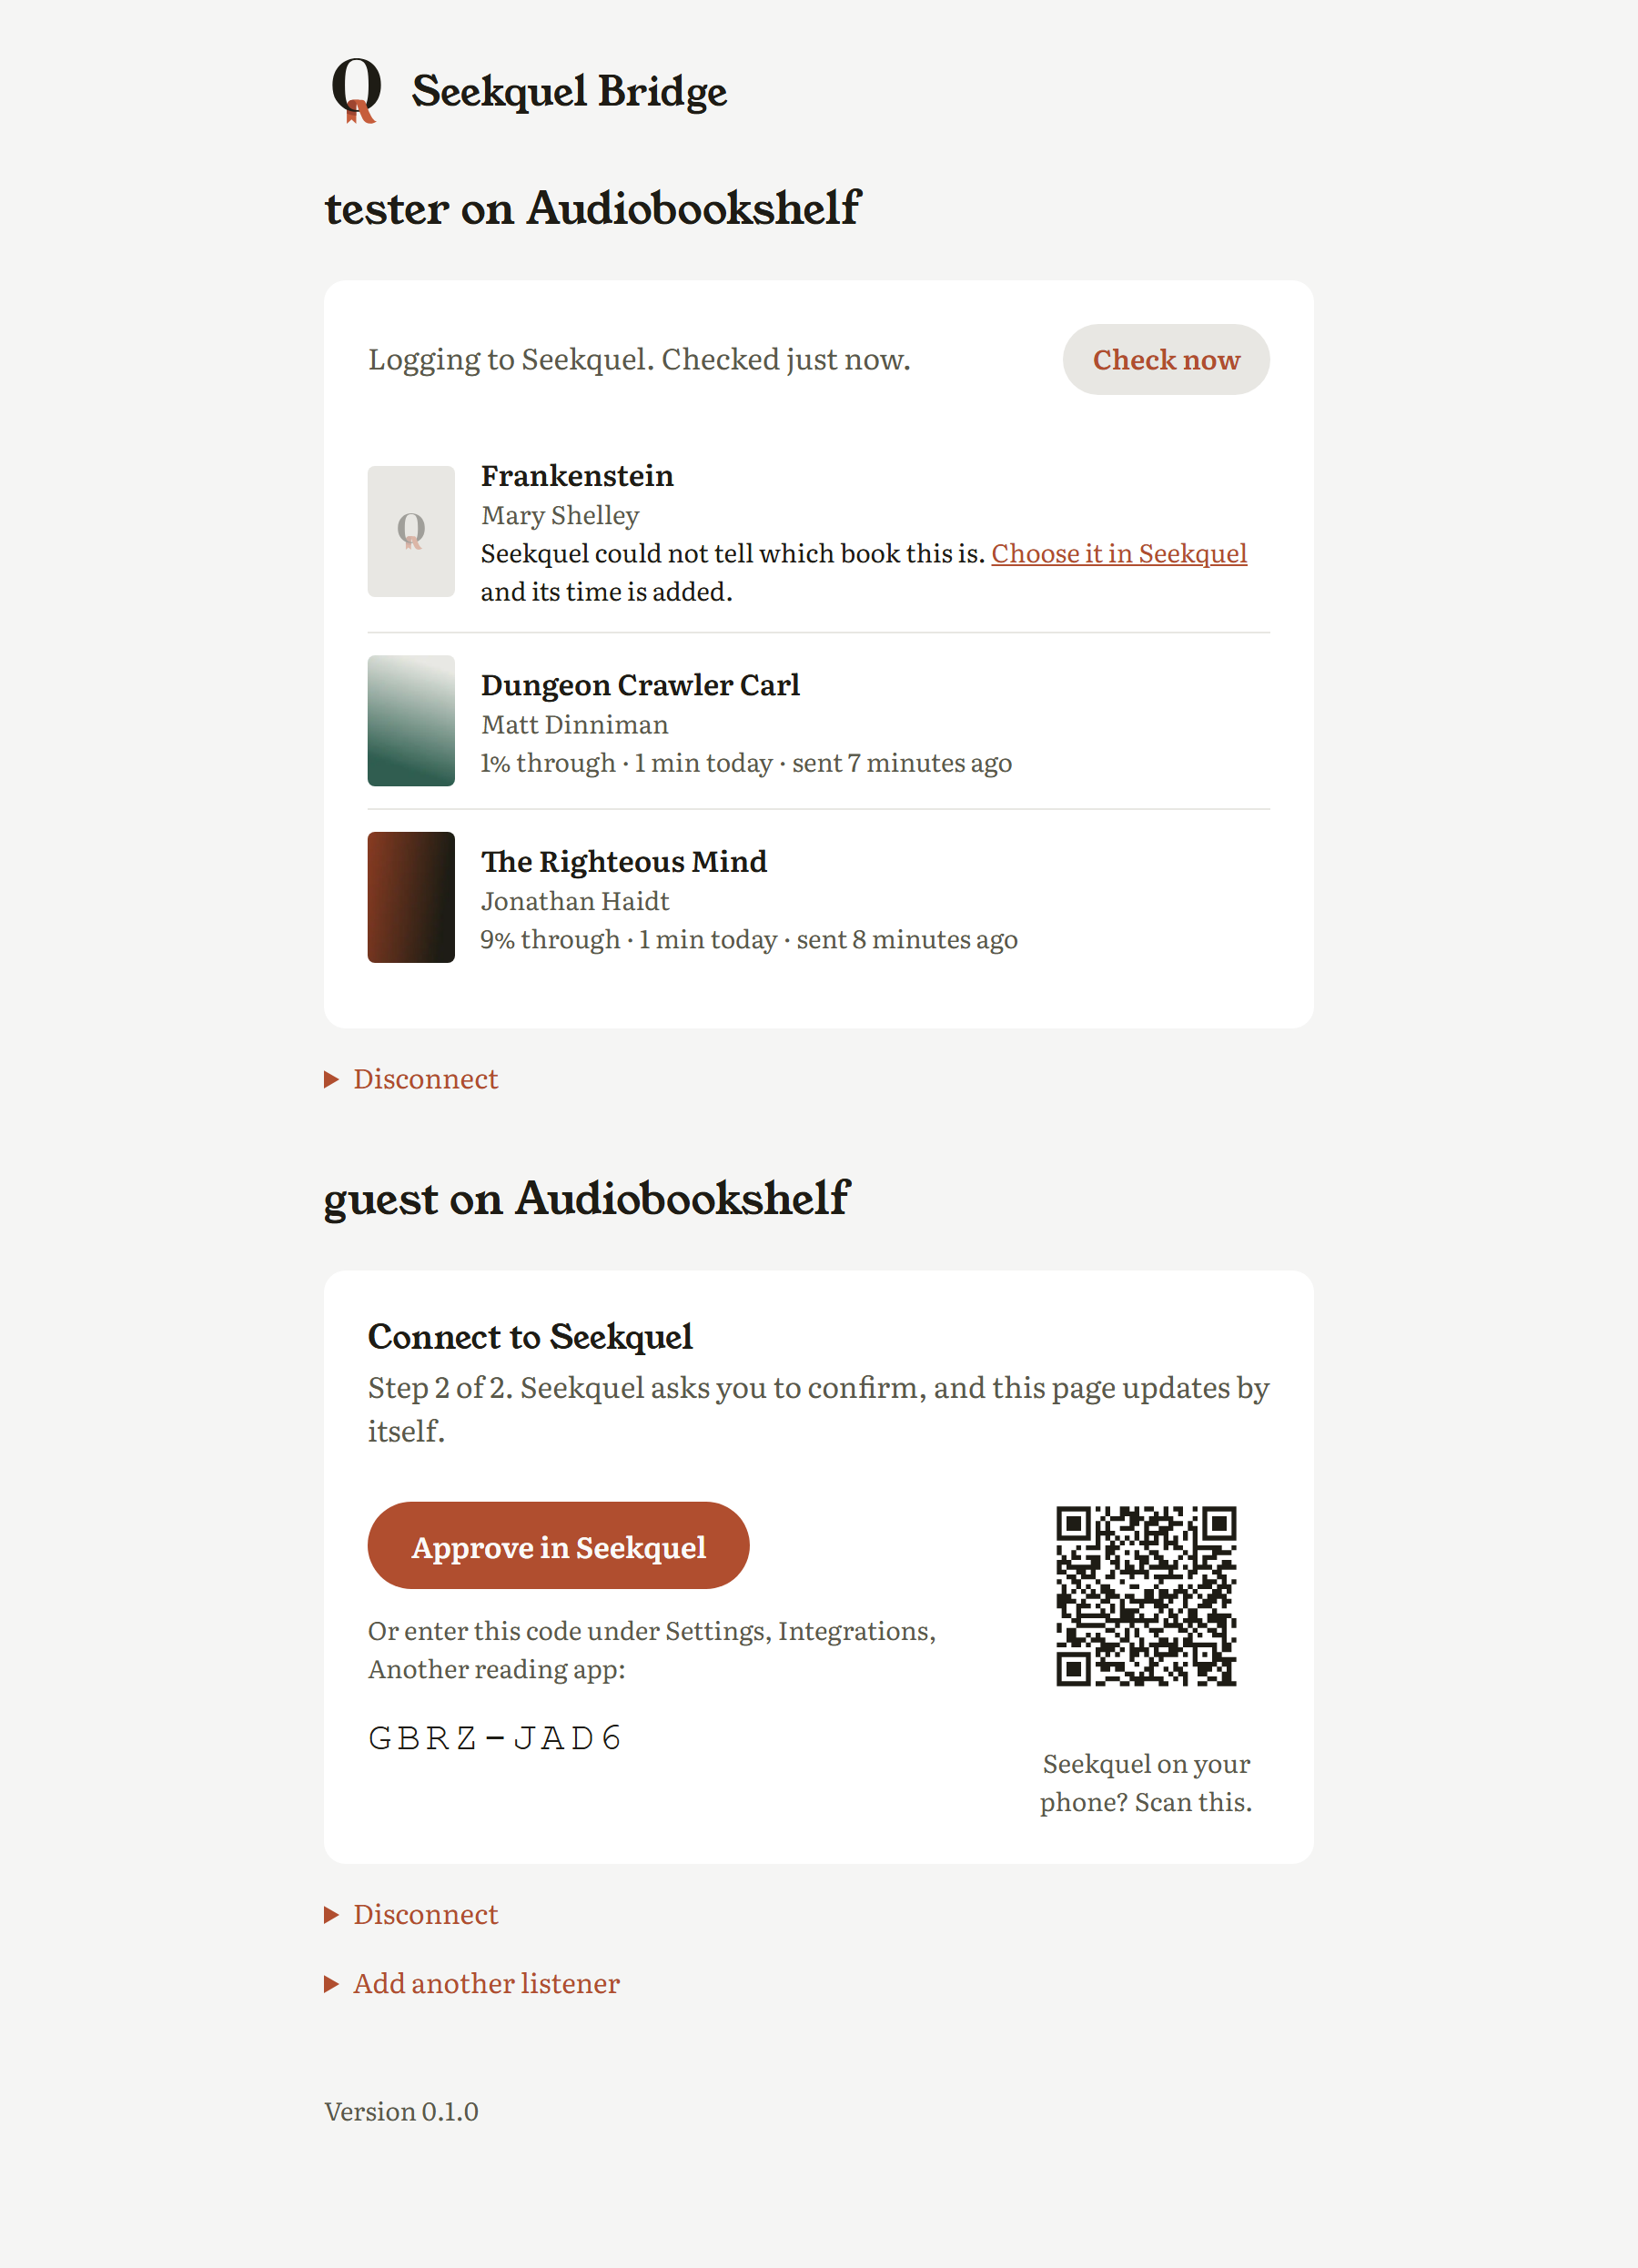 Seekquel Bridge
tester on Audiobookshelf
Logging to Seekquel. Checked just now.
Check now
Frankenstein
Mary Shelley
Seekquel could not tell which book this is. Choose it in Seekquel
and its time is added.
Dungeon Crawler Carl
Matt Dinniman
1% through · 1 min today · sent 7 minutes ago
The Righteous Mind
Jonathan Haidt
9% through · 1 min today · sent 8 minutes ago
Disconnect
guest on Audiobookshelf
Connect to Seekquel
Step 2 of 2. Seekquel asks you to confirm, and this page updates by
itself.
Approve in Seekquel
Or enter this code under Settings, Integrations,
Another reading app:
GBRZ-JAD6
Seekquel on your
phone? Scan this.
Disconnect
Add another listener
Version 0.1.0